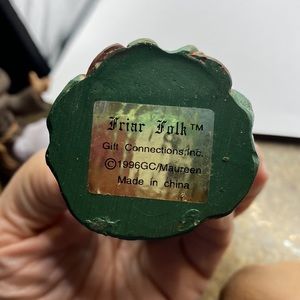 Friar Folk™
Gift Connections,Inc.
©1996GC/Maureen
Made in china